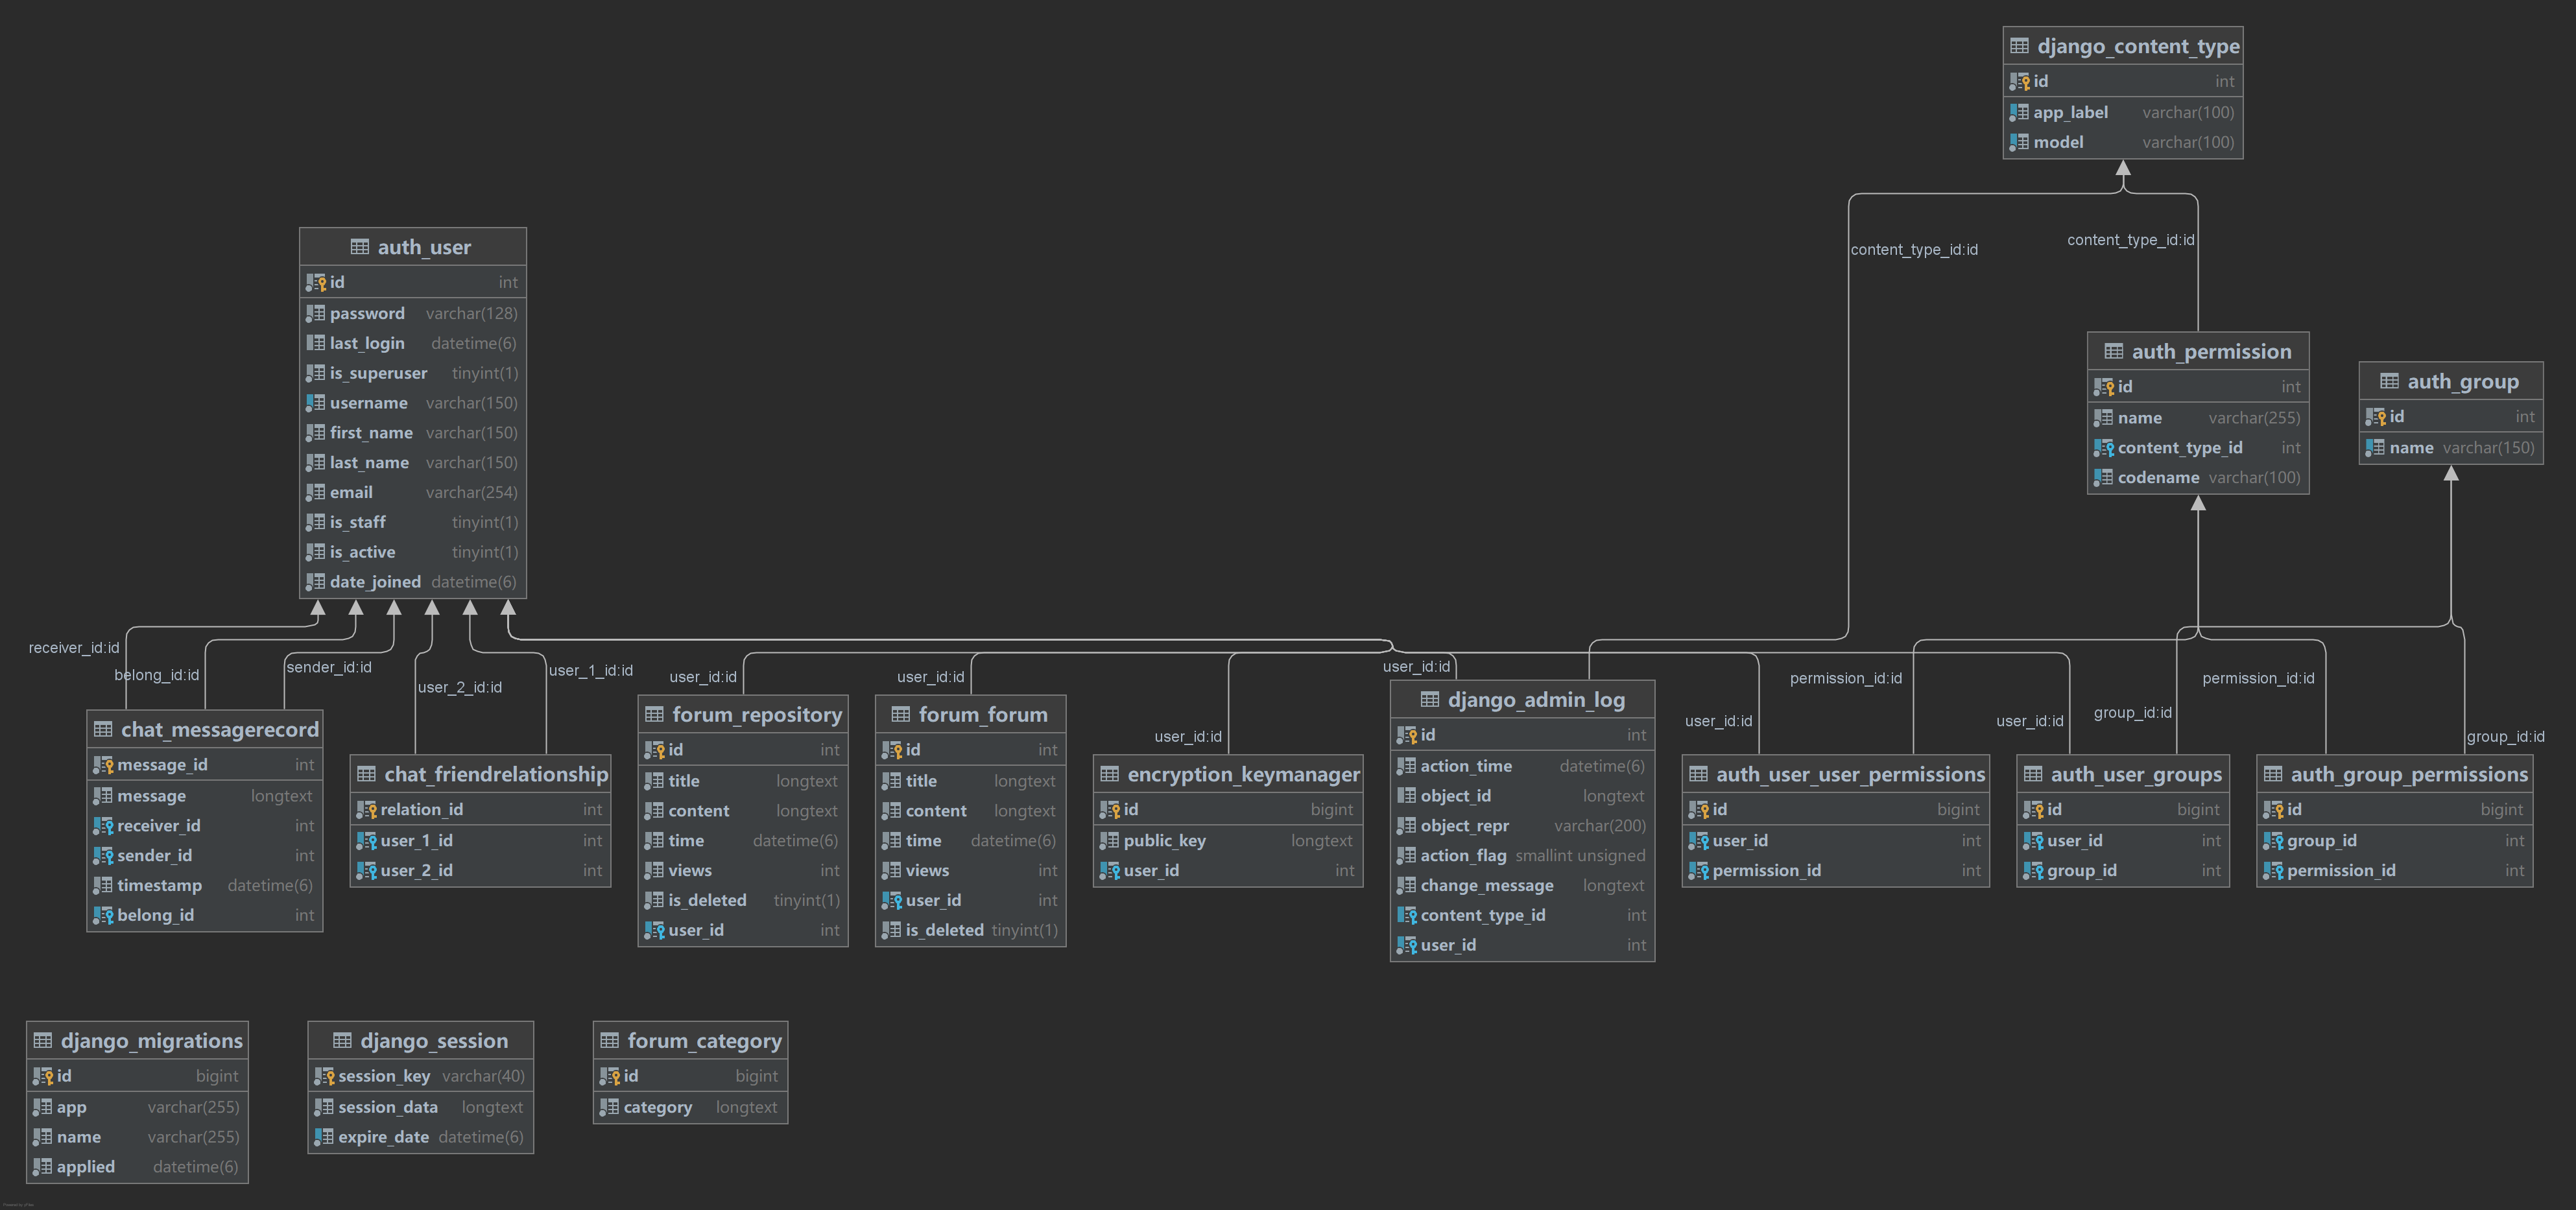 django_content_type
id int
app_label varchar(100)
model varchar(100)
content_type_id:id
content_type_id:id
auth_user
id int
password varchar(128)
last_login datetime(6)
is_superuser tinyint(1)
username varchar(150)
first_name varchar(150)
last_name varchar(150)
email varchar(254)
is_staff tinyint(1)
is_active tinyint(1)
date_joined datetime(6)
auth_permission
id int
name varchar(255)
content_type_id int
codename varchar(100)
auth_group
id int
name varchar(150)
receiver_id:id
belong_id:id
sender_id:id
user_2_id:id
user_1_id:id
user_id:id
user_id:id
user_id:id
user_id:id
user_id:id
permission_id:id
user_id:id
group_id:id
permission_id:id
group_id:id
chat_messagerecord
message_id int
message longtext
receiver_id int
sender_id int
timestamp datetime(6)
belong_id int
chat_friendrelationship
relation_id int
user_1_id int
user_2_id int
forum_repository
id int
title longtext
content longtext
time datetime(6)
views int
is_deleted tinyint(1)
user_id int
forum_forum
id int
title longtext
content longtext
time datetime(6)
views int
user_id int
is_deleted tinyint(1)
encryption_keymanager
id bigint
public_key longtext
user_id int
django_admin_log
id int
action_time datetime(6)
object_id longtext
object_repr varchar(200)
action_flag smallint unsigned
change_message longtext
content_type_id int
user_id int
auth_user_user_permissions
id bigint
user_id int
permission_id int
auth_user_groups
id bigint
user_id int
group_id int
auth_group_permissions
id bigint
group_id int
permission_id int
django_migrations
id bigint
app varchar(255)
name varchar(255)
applied datetime(6)
django_session
session_key varchar(40)
session_data longtext
expire_date datetime(6)
forum_category
id bigint
category longtext